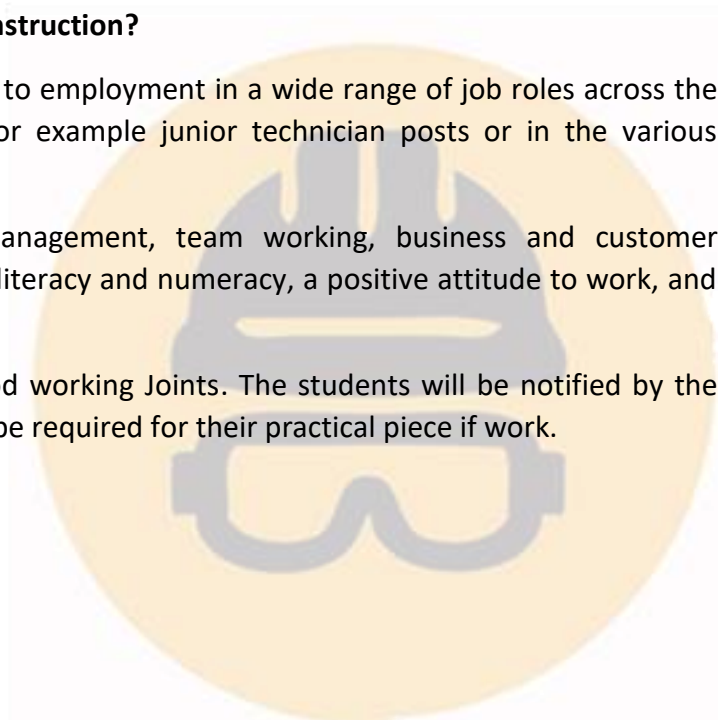 nstruction?
to employment in a wide range of job roles across the
or example junior technician posts or in the various
anagement, team working, business and customer
literacy and numeracy, a positive attitude to work, and
d working Joints. The students will be notified by the
be required for their practical piece if work.